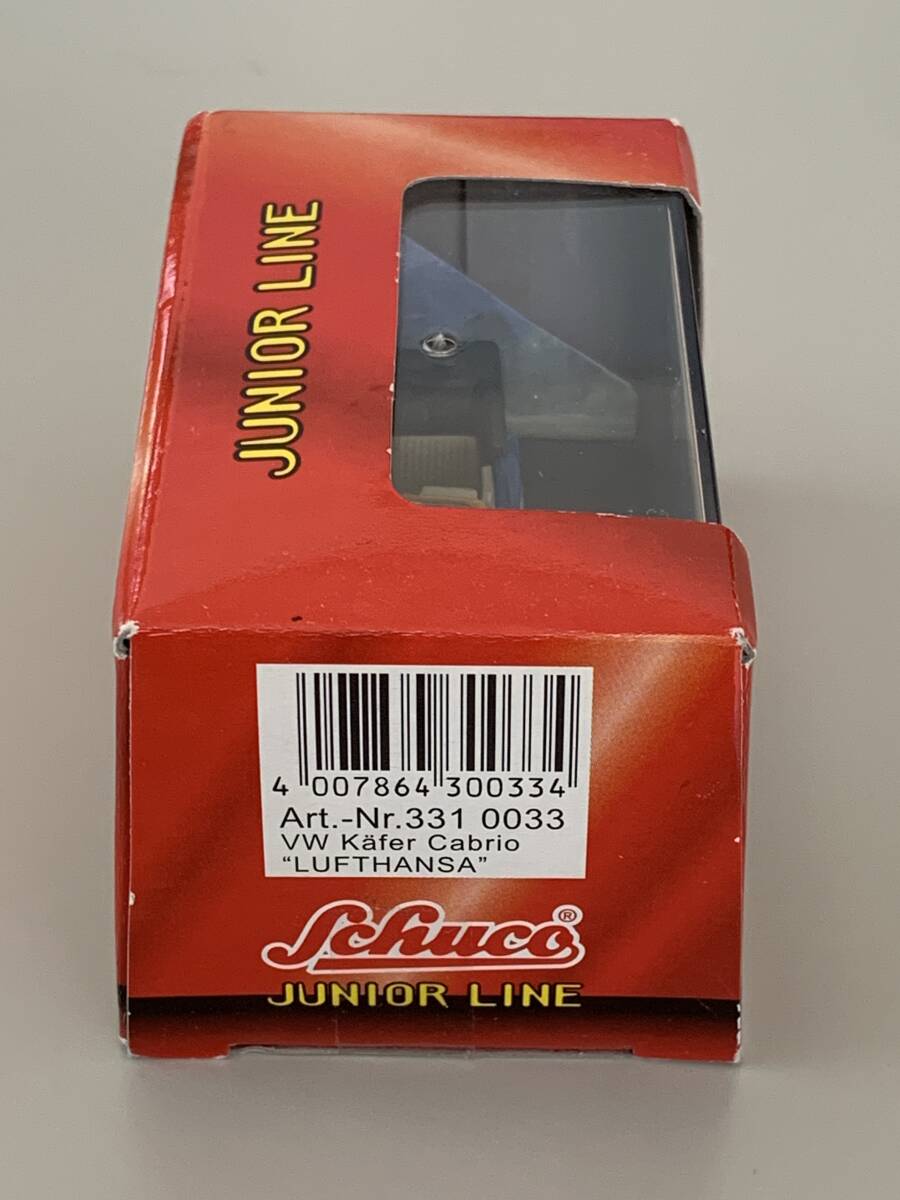 JUNIOR LINE
4 007864 300334
Art.-Nr.331 0033
VW Käfer Cabrio
“LUFTHANSA”
Schuco®
JUNIOR LINE